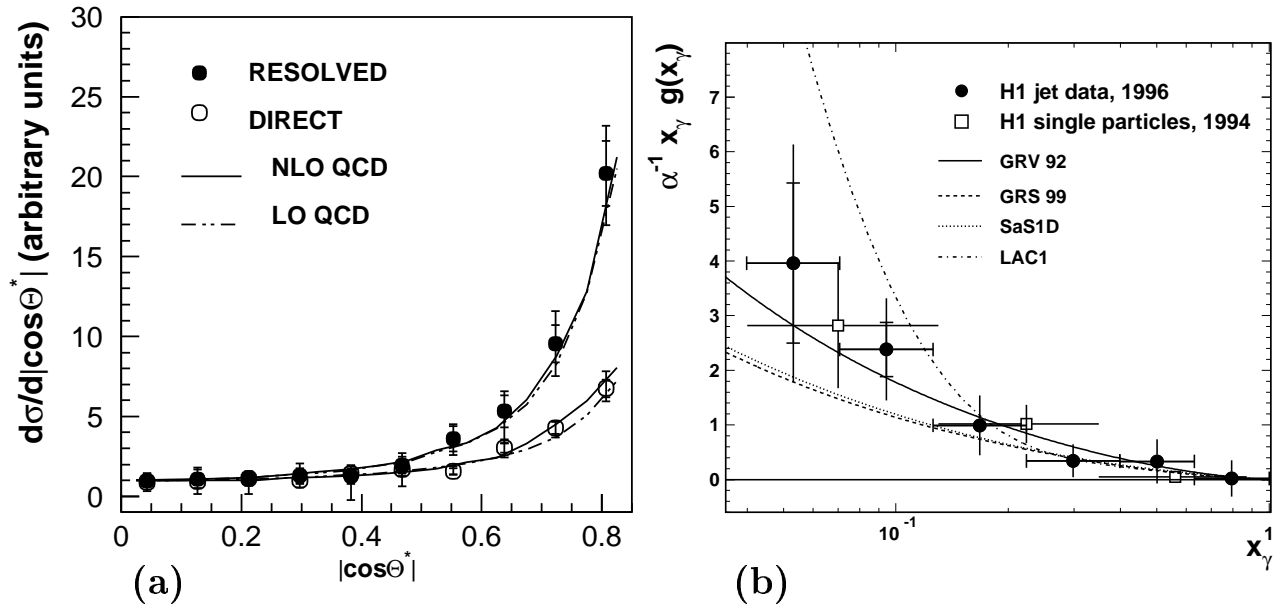 30
25
20
15
10
5
0
dσ/d|cosΘ*| (arbitrary units)
RESOLVED
DIRECT
NLO QCD
LO QCD
0 0.2 0.4 0.6 0.8
|cosΘ*|
(a)
7
6
5
4
3
2
1
0
α⁻¹ xγ g(xγ)
H1 jet data, 1996
H1 single particles, 1994
GRV 92
GRS 99
SaS1D
LAC1
10⁻¹ 1
xγ
(b)